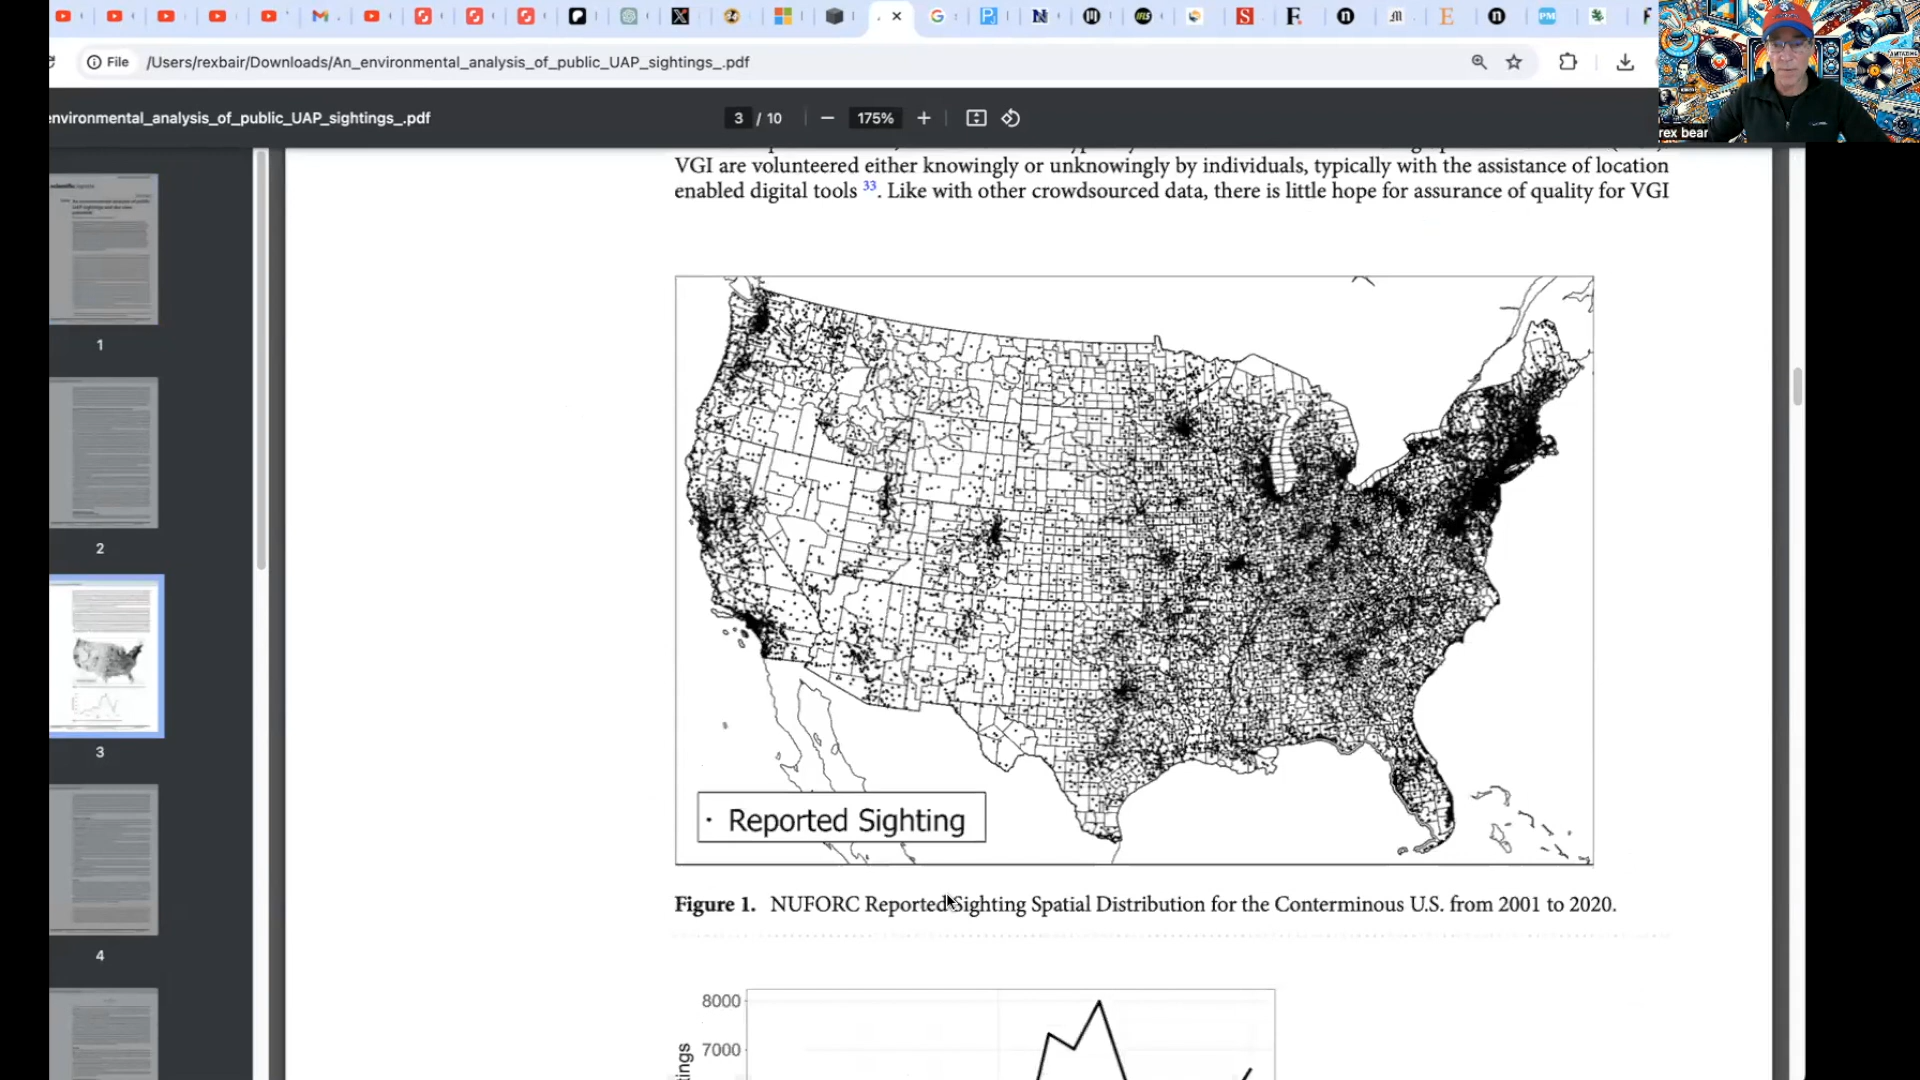 File
/Users/rexbair/Downloads/An_environmental_analysis_of_public_UAP_sightings_.pdf
rex bear
nvironmental_analysis_of_public_UAP_sightings_.pdf
3 / 10
175%
VGI are volunteered either knowingly or unknowingly by individuals, typically with the assistance of location
enabled digital tools 33. Like with other crowdsourced data, there is little hope for assurance of quality for VGI
1
2
3
4
Reported Sighting
Figure 1. NUFORC Reported Sighting Spatial Distribution for the Conterminous U.S. from 2001 to 2020.
8000
7000
tings